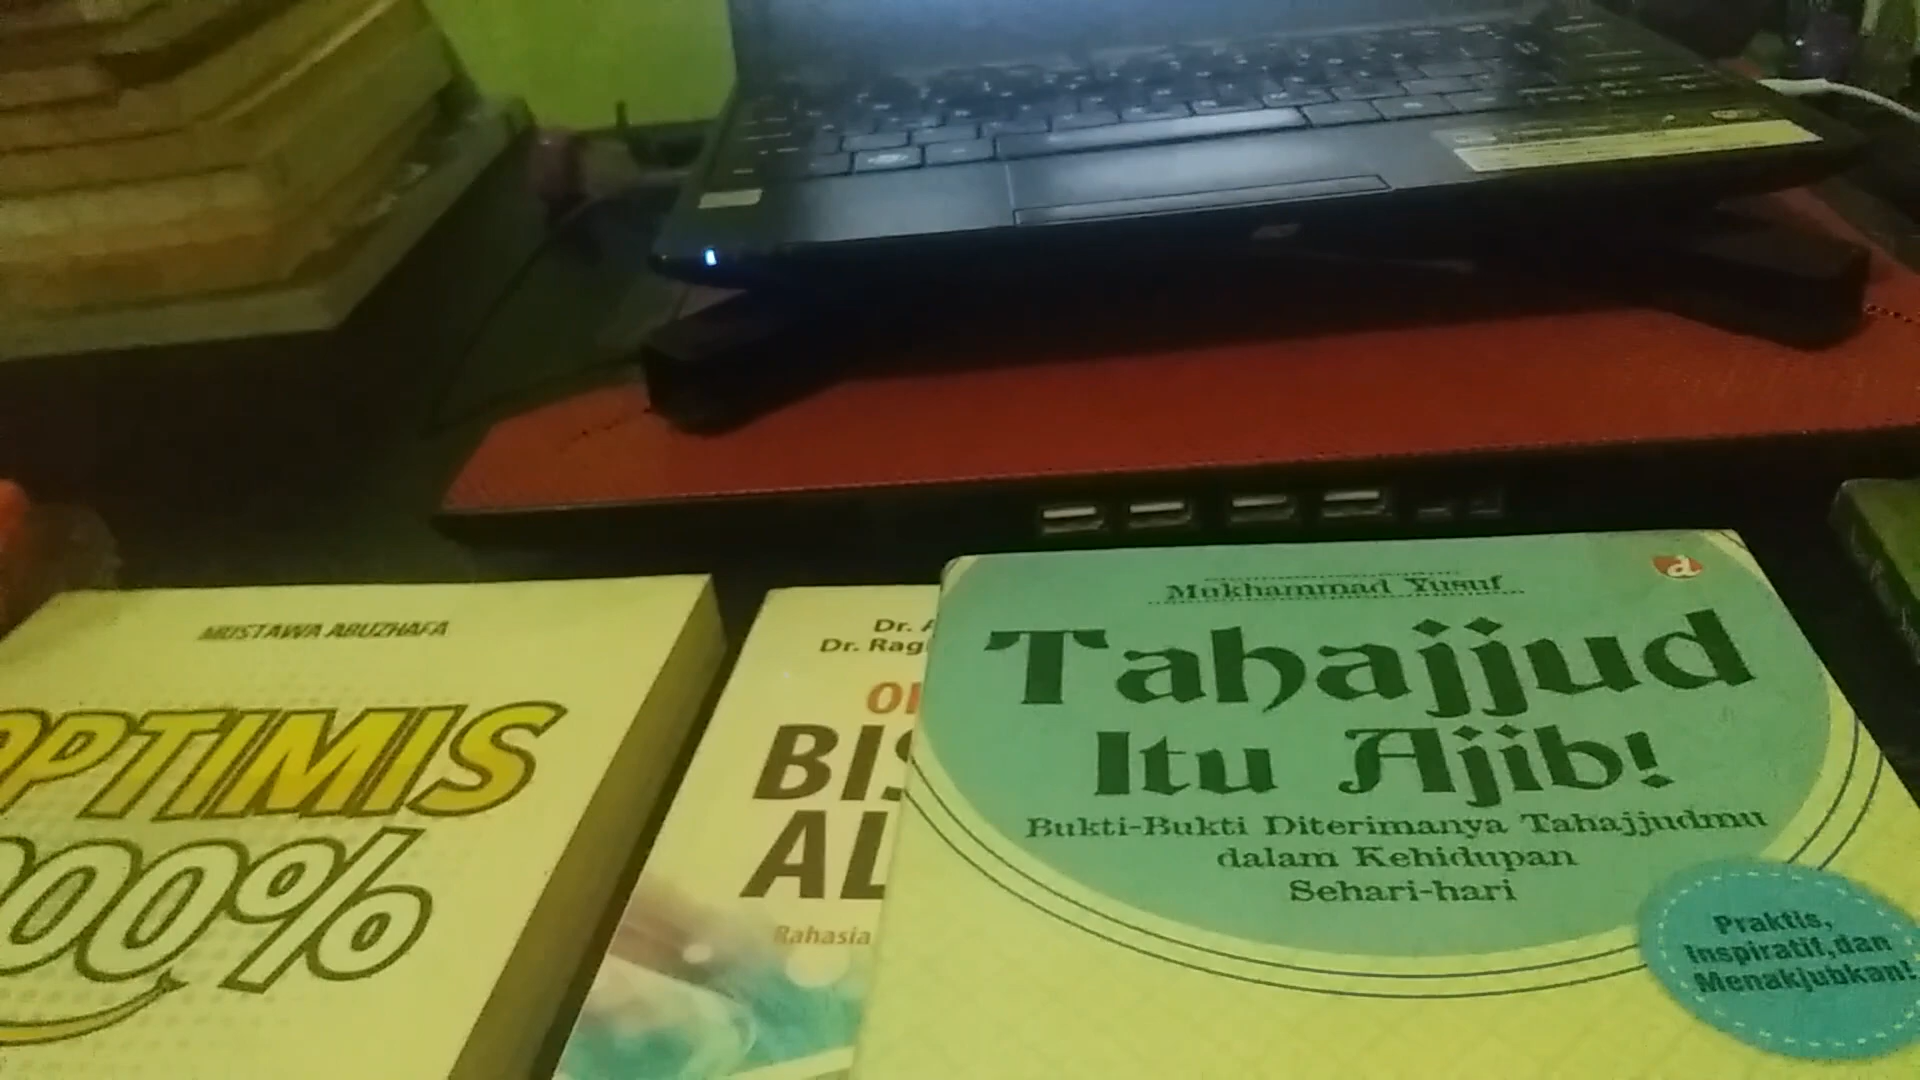 MUSTAWA ABUZHAFA
OPTIMIS
00%
Dr. A
Dr. Rag
BIS
AL
Rahasia
Mukhammad Yusuf
d
Tahajjud
Itu Ajib!
Bukti-Bukti Diterimanya Tahajjudmu
dalam Kehidupan
Sehari-hari
Praktis,
Inspiratif, dan
Menakjubkan!